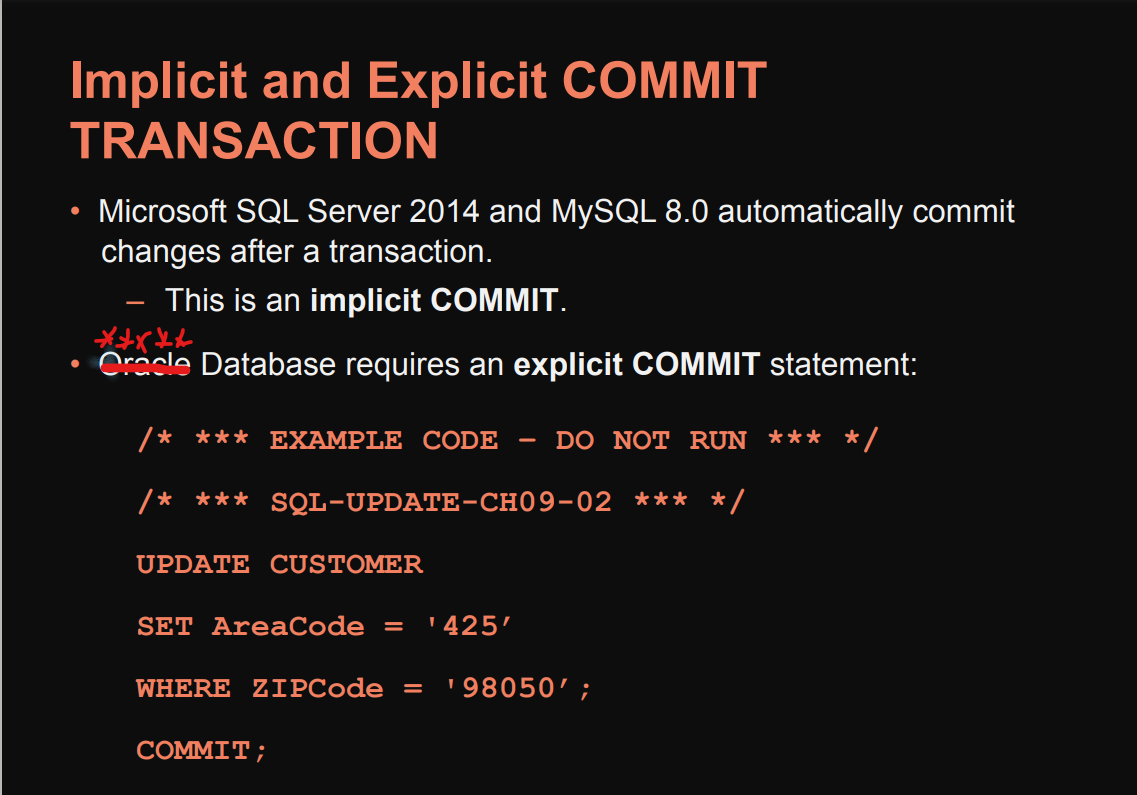 Implicit and Explicit COMMIT
TRANSACTION
• Microsoft SQL Server 2014 and MySQL 8.0 automatically commit
changes after a transaction.
– This is an implicit COMMIT.
• Oracle Database requires an explicit COMMIT statement:
/* *** EXAMPLE CODE – DO NOT RUN *** */
/* *** SQL-UPDATE-CH09-02 *** */
UPDATE CUSTOMER
SET AreaCode = '425’
WHERE ZIPCode = '98050’;
COMMIT;